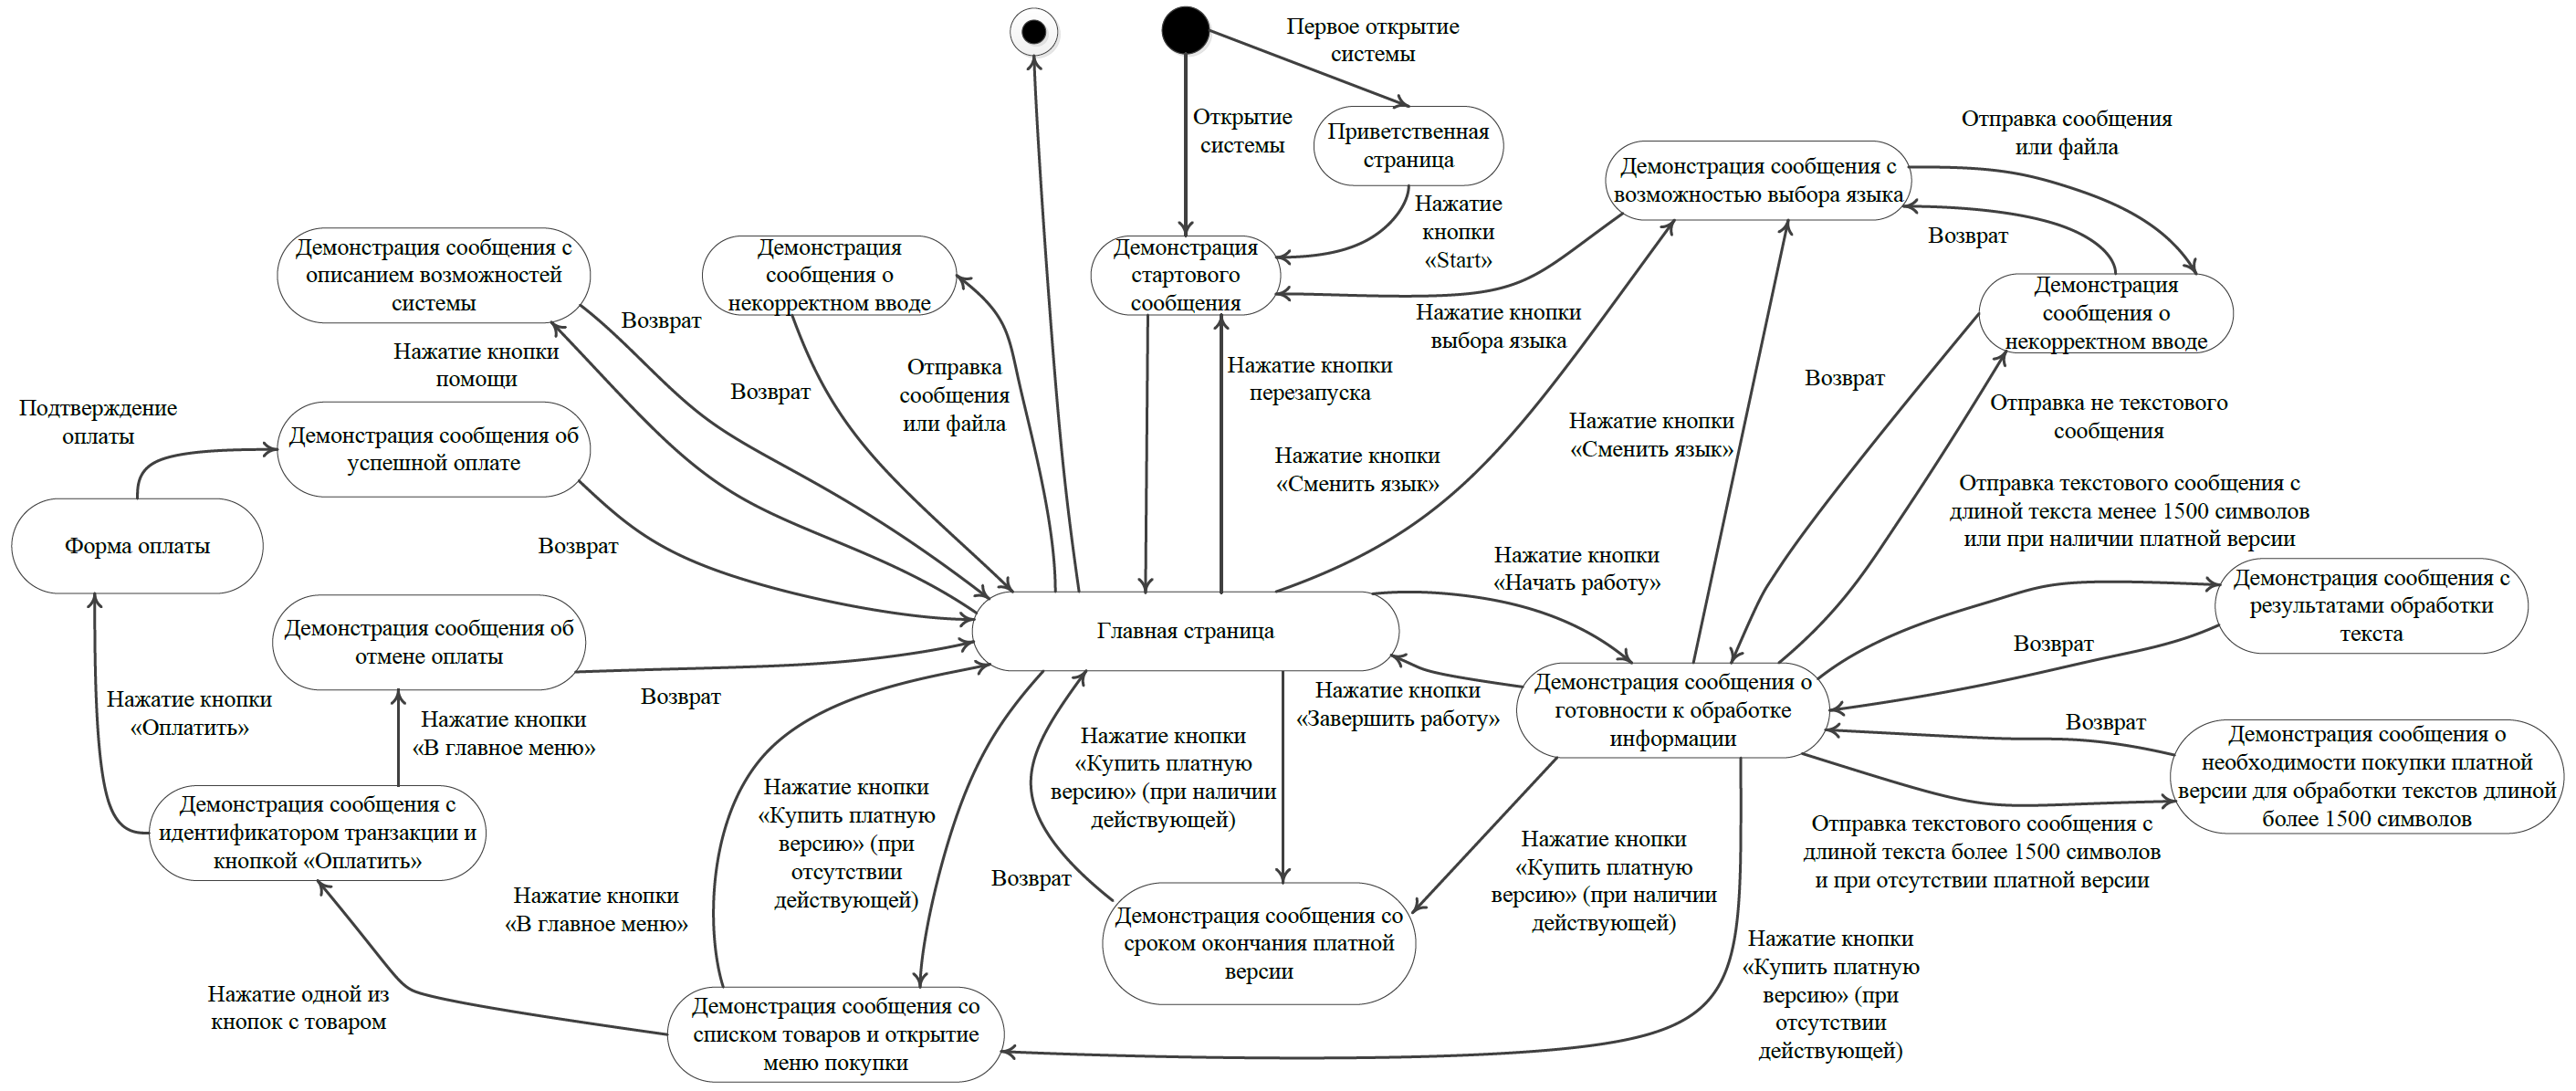 Первое открытие
системы
Открытие
системы
Приветственная
страница
Нажатие
кнопки
«Start»
Демонстрация сообщения с
возможностью выбора языка
Отправка сообщения
или файла
Возврат
Демонстрация
сообщения о
некорректном вводе
Демонстрация сообщения с
описанием возможностей
системы
Возврат
Демонстрация
сообщения о
некорректном вводе
Демонстрация
стартового
сообщения
Нажатие кнопки
выбора языка
Нажатие кнопки
помощи
Возврат
Отправка
сообщения
или файла
Нажатие кнопки
перезапуска
Возврат
Отправка не текстового
сообщения
Подтверждение
оплаты
Демонстрация сообщения об
успешной оплате
Нажатие кнопки
«Сменить язык»
Нажатие кнопки
«Сменить язык»
Отправка текстового сообщения с
длиной текста менее 1500 символов
или при наличии платной версии
Форма оплаты
Возврат
Нажатие кнопки
«Начать работу»
Демонстрация сообщения с
результатами обработки
текста
Возврат
Демонстрация сообщения об
отмене оплаты
Возврат
Главная страница
Нажатие кнопки
«Оплатить»
Нажатие кнопки
«В главное меню»
Нажатие кнопки
«Завершить работу»
Демонстрация сообщения о
готовности к обработке
информации
Возврат
Демонстрация сообщения о
необходимости покупки платной
версии для обработки текстов длиной
более 1500 символов
Нажатие кнопки
«Купить платную
версию» (при наличии
действующей)
Нажатие кнопки
«Купить платную
версию» (при
отсутствии
действующей)
Демонстрация сообщения с
идентификатором транзакции и
кнопкой «Оплатить»
Отправка текстового сообщения с
длиной текста более 1500 символов
и при отсутствии платной версии
Нажатие кнопки
«Купить платную
версию» (при наличии
действующей)
Возврат
Нажатие кнопки
«В главное меню»
Демонстрация сообщения со
сроком окончания платной
версии
Нажатие кнопки
«Купить платную
версию» (при
отсутствии
действующей)
Нажатие одной из
кнопок с товаром
Демонстрация сообщения со
списком товаров и открытие
меню покупки